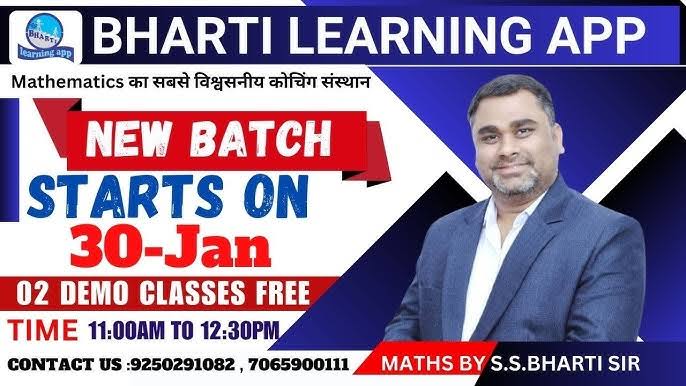 BHARTI
learning app
BHARTI LEARNING APP
Mathematics का सबसे विश्वसनीय कोचिंग संस्थान
NEW BATCH
STARTS ON
30-Jan
02 DEMO CLASSES FREE
TIME 11:00AM TO 12:30PM
CONTACT US :9250291082 , 7065900111
MATHS BY S.S.BHARTI SIR